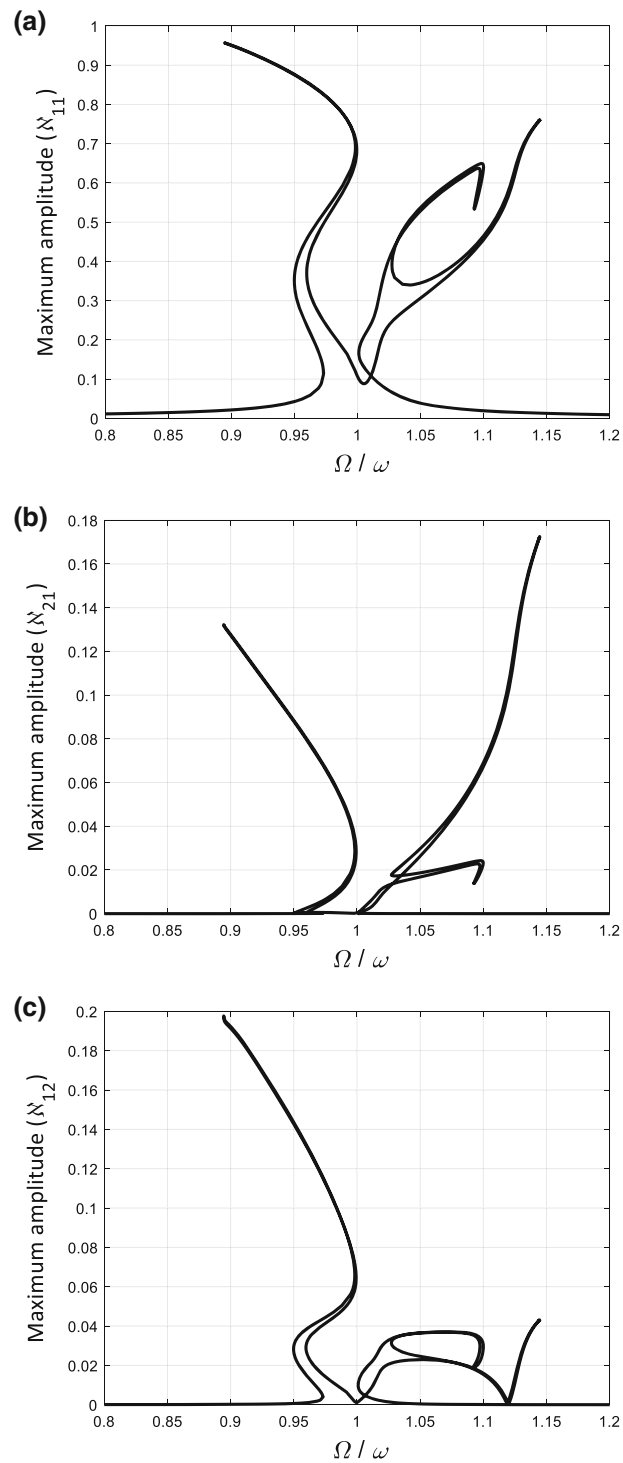 (a)
1
0.9
0.8
0.7
0.6
0.5
0.4
0.3
0.2
0.1
0
Maximum amplitude (ℵ11)
0.8 0.85 0.9 0.95 1 1.05 1.1 1.15 1.2
Ω / ω
(b)
0.18
0.16
0.14
0.12
0.1
0.08
0.06
0.04
0.02
0
Maximum amplitude (ℵ21)
0.8 0.85 0.9 0.95 1 1.05 1.1 1.15 1.2
Ω / ω
(c)
0.2
0.18
0.16
0.14
0.12
0.1
0.08
0.06
0.04
0.02
0
Maximum amplitude (ℵ12)
0.8 0.85 0.9 0.95 1 1.05 1.1 1.15 1.2
Ω / ω